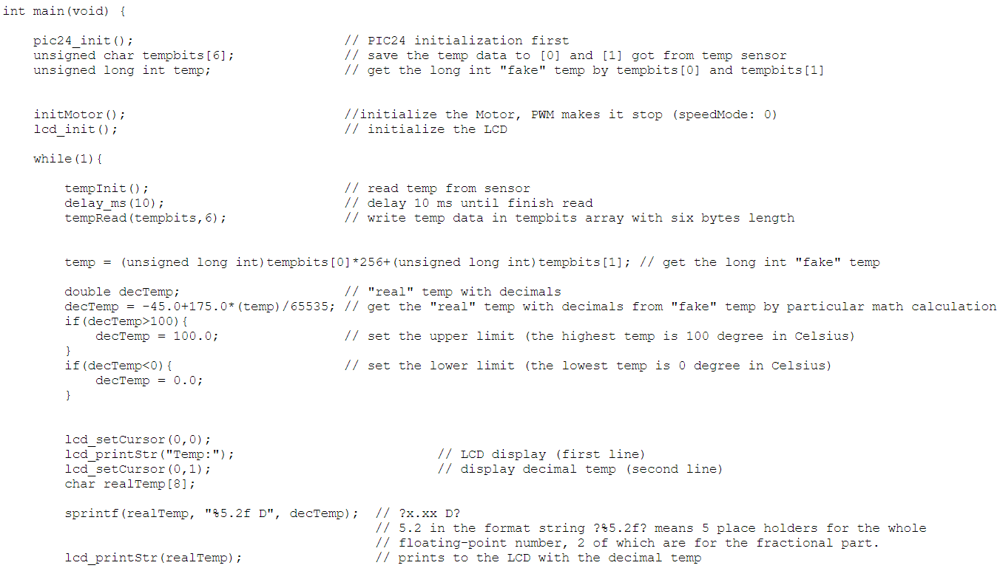 int main(void) {
pic24_init(); // PIC24 initialization first
unsigned char tempbits[6]; // save the temp data to [0] and [1] got from temp sensor
unsigned long int temp; // get the long int "fake" temp by tempbits[0] and tempbits[1]
initMotor(); //initialize the Motor, PWM makes it stop (speedMode: 0)
lcd_init(); // initialize the LCD
while(1){
tempInit(); // read temp from sensor
delay_ms(10); // delay 10 ms until finish read
tempRead(tempbits,6); // write temp data in tempbits array with six bytes length
temp = (unsigned long int)tempbits[0]*256+(unsigned long int)tempbits[1]; // get the long int "fake" temp
double decTemp; // "real" temp with decimals
decTemp = -45.0+175.0*(temp)/65535; // get the "real" temp with decimals from "fake" temp by particular math calculation
if(decTemp>100){
decTemp = 100.0; // set the upper limit (the highest temp is 100 degree in Celsius)
}
if(decTemp<0){ // set the lower limit (the lowest temp is 0 degree in Celsius)
decTemp = 0.0;
}
lcd_setCursor(0,0);
lcd_printStr("Temp:"); // LCD display (first line)
lcd_setCursor(0,1); // display decimal temp (second line)
char realTemp[8];
sprintf(realTemp, "%5.2f D", decTemp); // ?x.xx D?
// 5.2 in the format string ?%5.2f? means 5 place holders for the whole
// floating-point number, 2 of which are for the fractional part.
lcd_printStr(realTemp); // prints to the LCD with the decimal temp